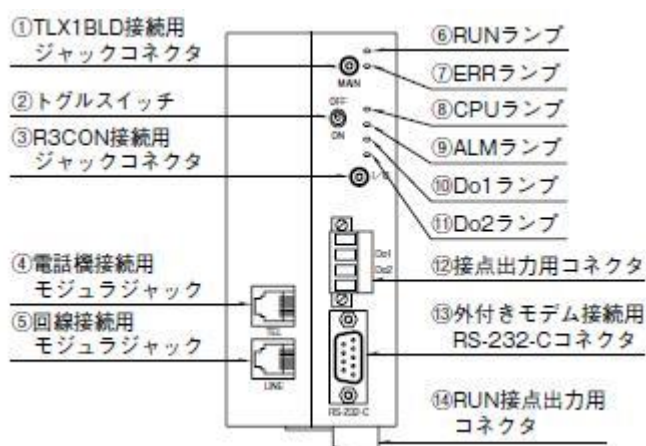 ①TLX1BLD接続用
ジャックコネクタ
②トグルスイッチ
③R3CON接続用
ジャックコネクタ
④電話機接続用
モジュラジャック
⑤回線接続用
モジュラジャック
MAIN
OFF
ON
I/O
Do1
Do2
TEL
LINE
RS-232-C
⑥RUNランプ
⑦ERRランプ
⑧CPUランプ
⑨ALMランプ
⑩Do1ランプ
⑪Do2ランプ
⑫接点出力用コネクタ
⑬外付きモデム接続用
RS-232-Cコネクタ
⑭RUN接点出力用
コネクタ